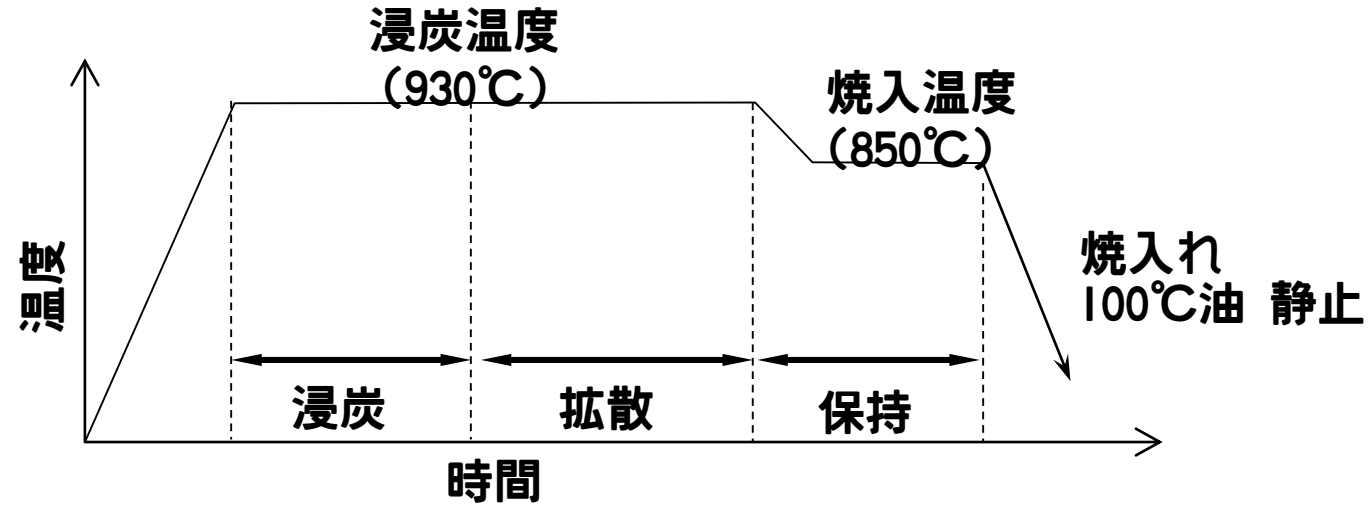 浸炭温度
（930℃）
焼入温度
（850℃）
温度
焼入れ
100℃油 静止
浸炭
拡散
保持
時間